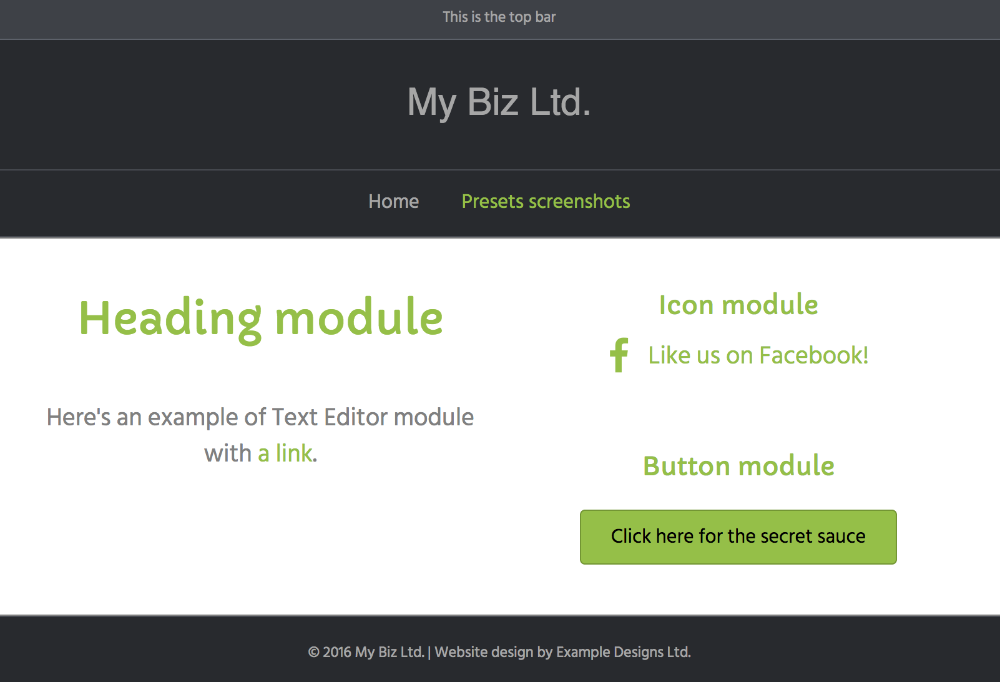 This is the top bar
My Biz Ltd.
Home Presets screenshots
Heading module
Here's an example of Text Editor module
with a link.
Icon module
Like us on Facebook!
Button module
Click here for the secret sauce
© 2016 My Biz Ltd. | Website design by Example Designs Ltd.